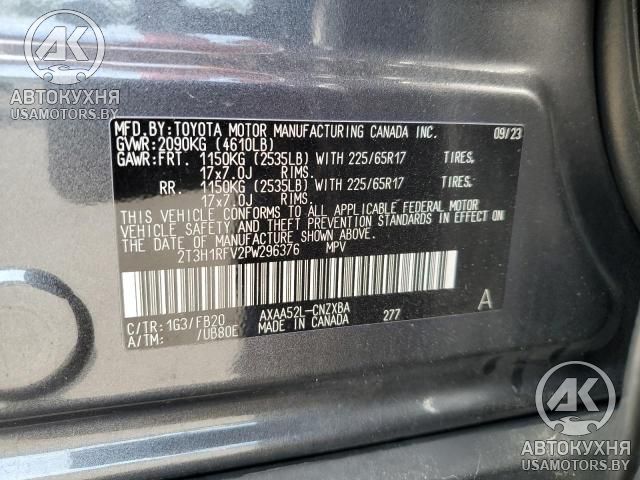 AK
АВТОКУХНЯ
USAMOTORS.BY
MFD.BY:TOYOTA MOTOR MANUFACTURING CANADA INC. 09/23
GVWR:2090KG (4610LB)
GAWR:FRT. 1150KG (2535LB) WITH 225/65R17 TIRES.
17x7.0J RIMS.
RR. 1150KG (2535LB) WITH 225/65R17 TIRES.
17x7.0J RIMS.
THIS VEHICLE CONFORMS TO ALL APPLICABLE FEDERAL MOTOR
VEHICLE SAFETY AND THEFT PREVENTION STANDARDS IN EFFECT ON
THE DATE OF MANUFACTURE SHOWN ABOVE.
2T3H1RFV2PW296376 MPV
C/TR: 1G3/FB20 AXAA52L-CNZXBA 277 A
A/TM: /UB80E MADE IN CANADA
AK
АВТОКУХНЯ
USAMOTORS.BY